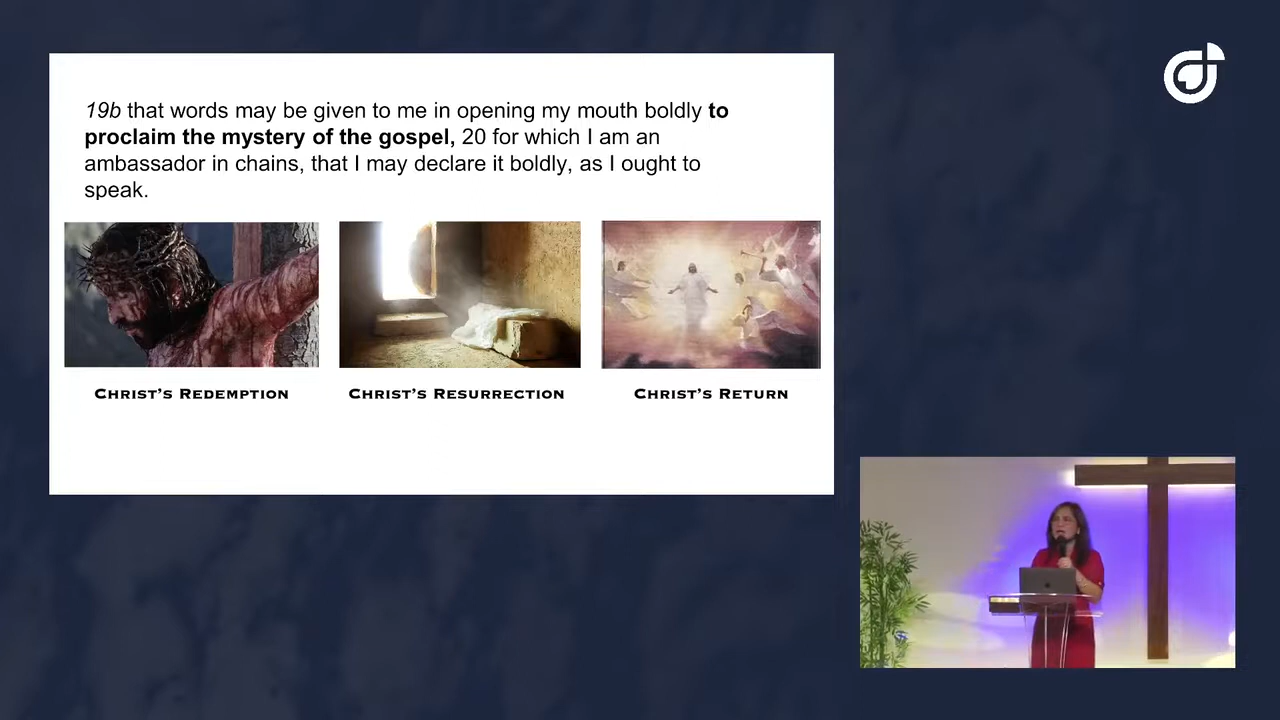 19b that words may be given to me in opening my mouth boldly to
proclaim the mystery of the gospel, 20 for which I am an
ambassador in chains, that I may declare it boldly, as I ought to
speak.
Christ's Redemption
Christ's Resurrection
Christ's Return